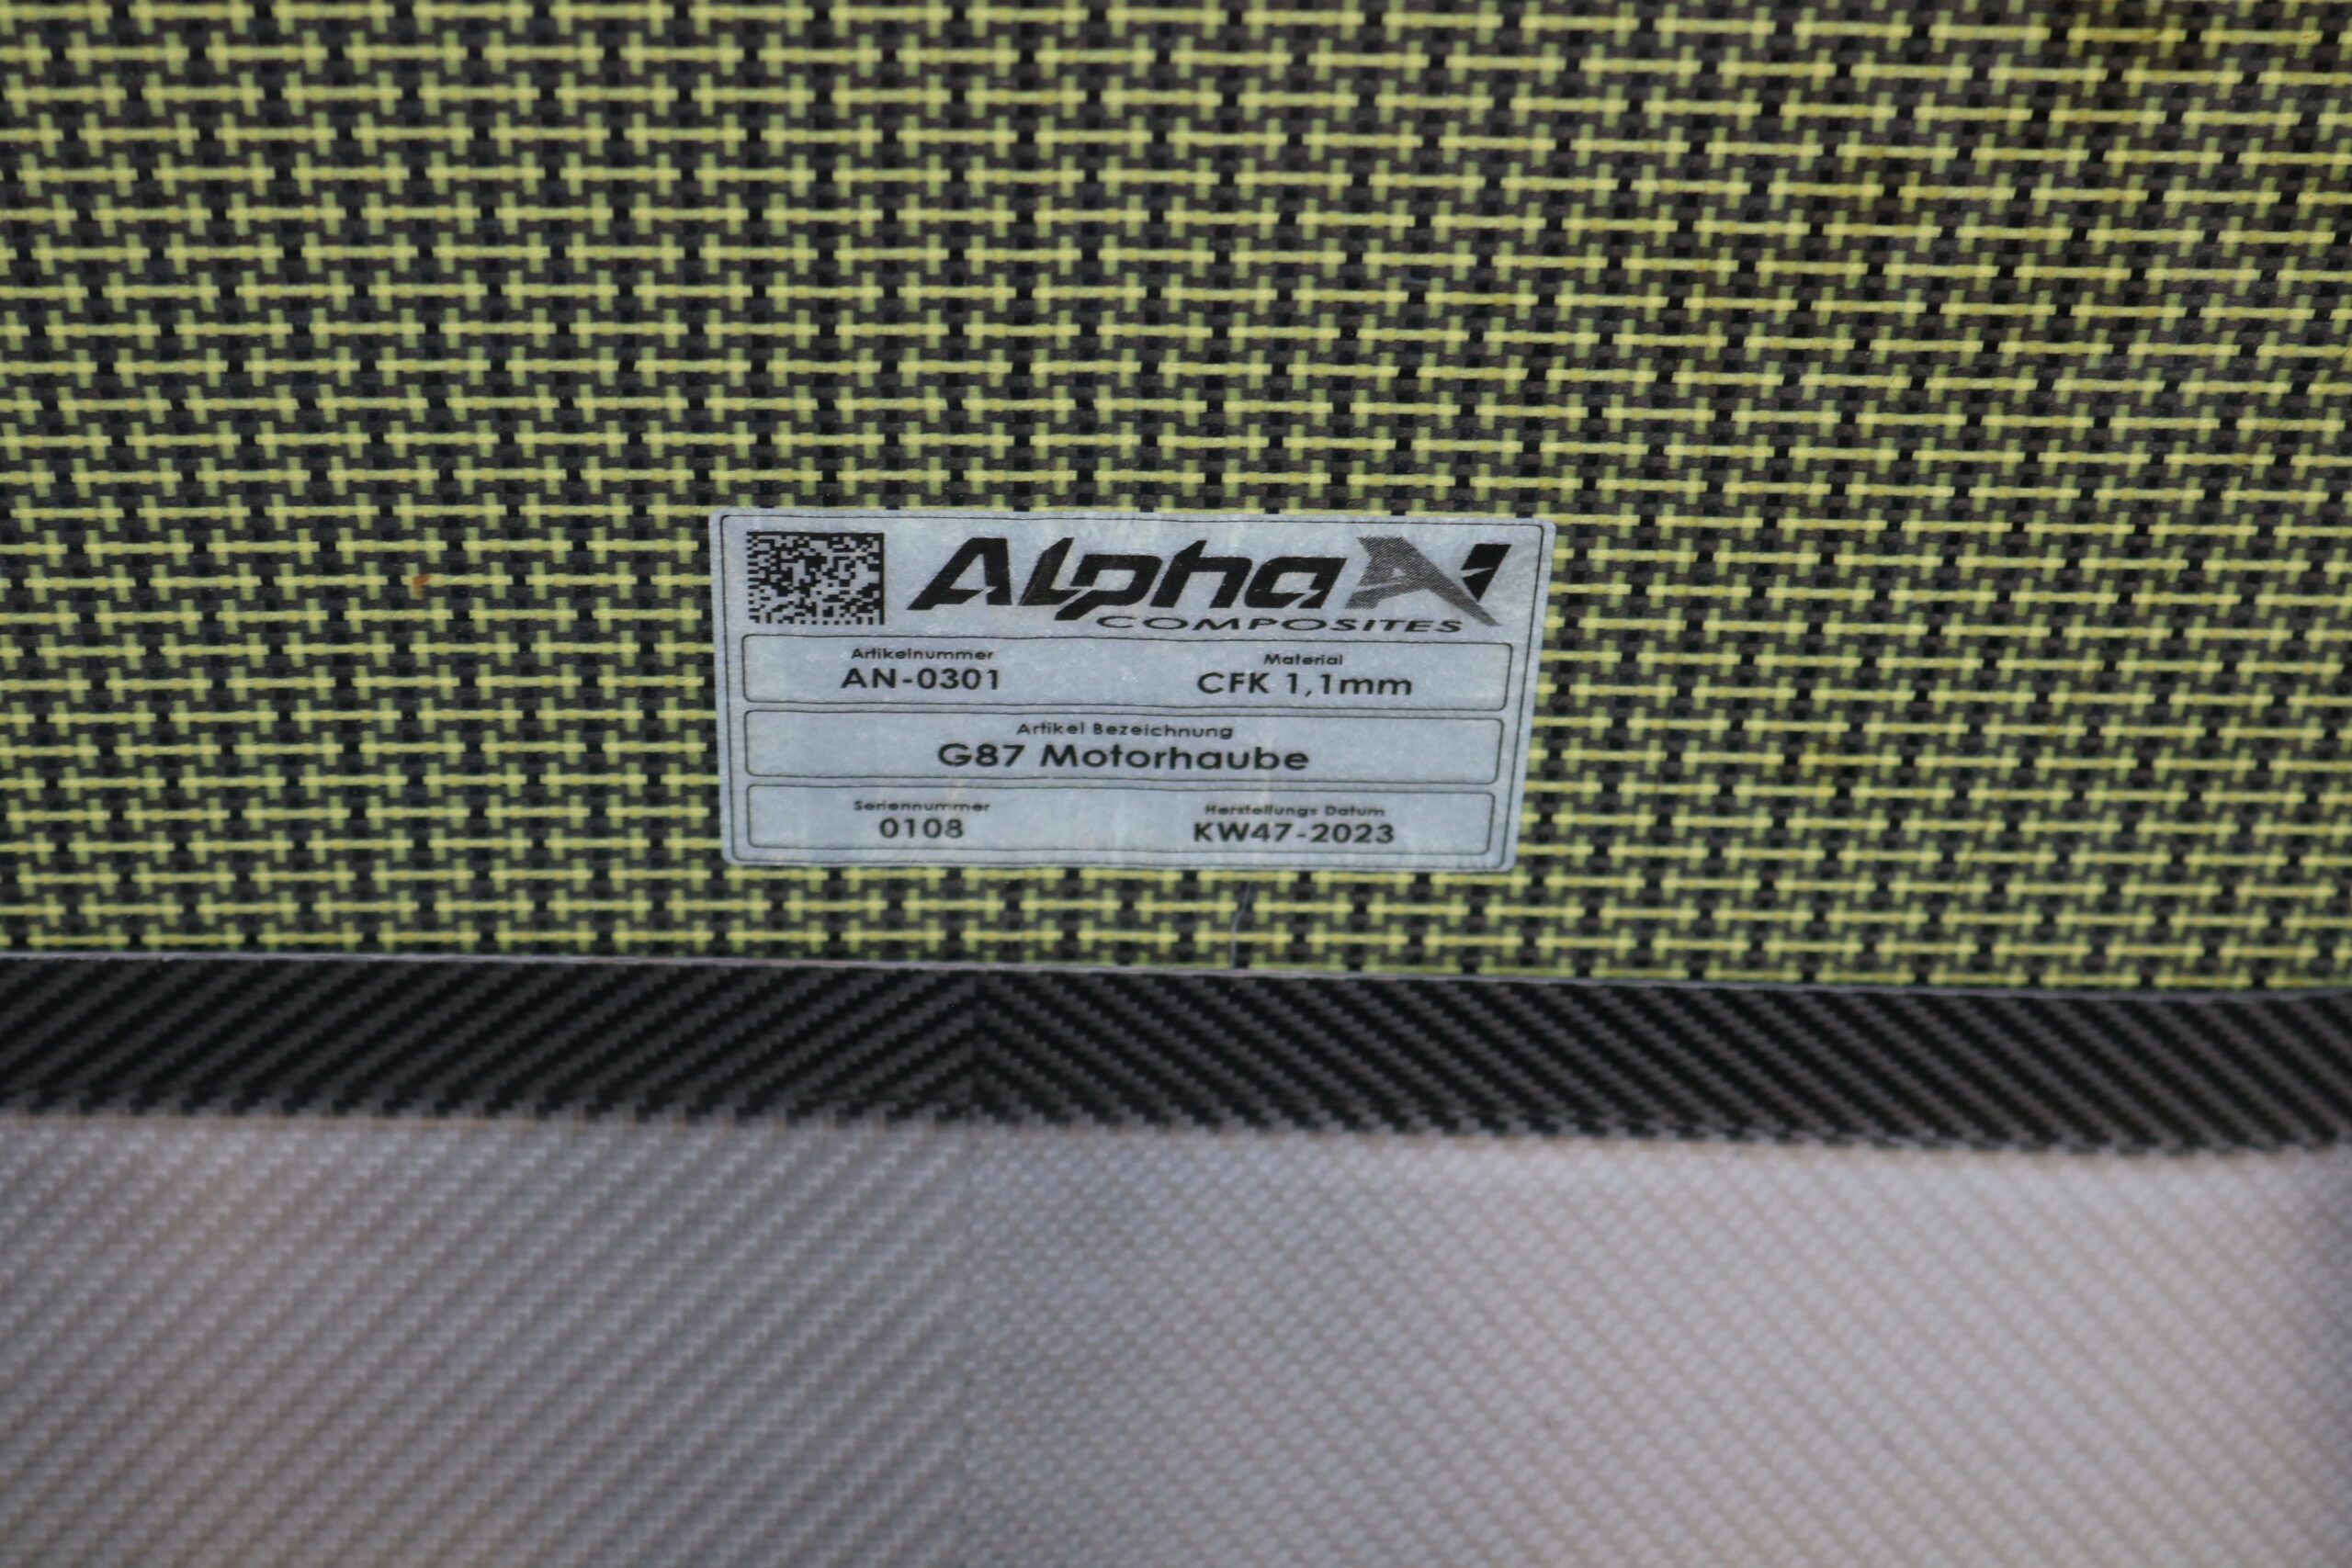 Alpha N
COMPOSITES
Artikelnummer
AN-0301
Material
CFK 1,1mm
Artikel Bezeichnung
G87 Motorhaube
Seriennummer
0108
Herstellungs Datum
KW47-2023